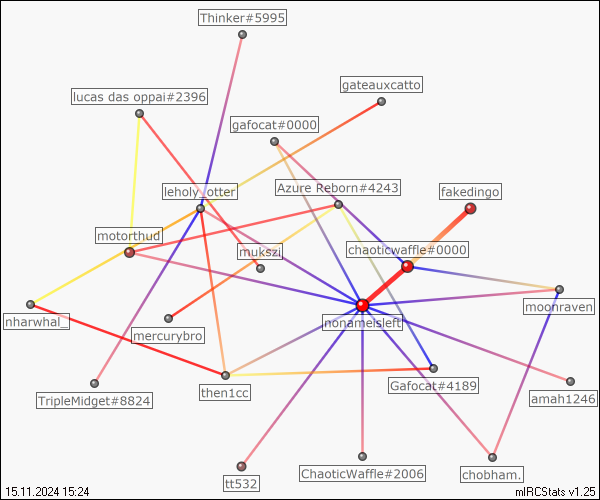 Thinker#5995
gateauxcatto
lucas das oppai#2396
gafocat#0000
leholy_otter
Azure Reborn#4243
fakedingo
motorthud
mukszi
chaoticwaffle#0000
moonraven
nharwhal_
mercurybro
nonameisleft
TripleMidget#8824
then1cc
Gafocat#4189
amah1246
tt532
ChaoticWaffle#2006
chobham.
15.11.2024 15:24
mIRCStats v1.25